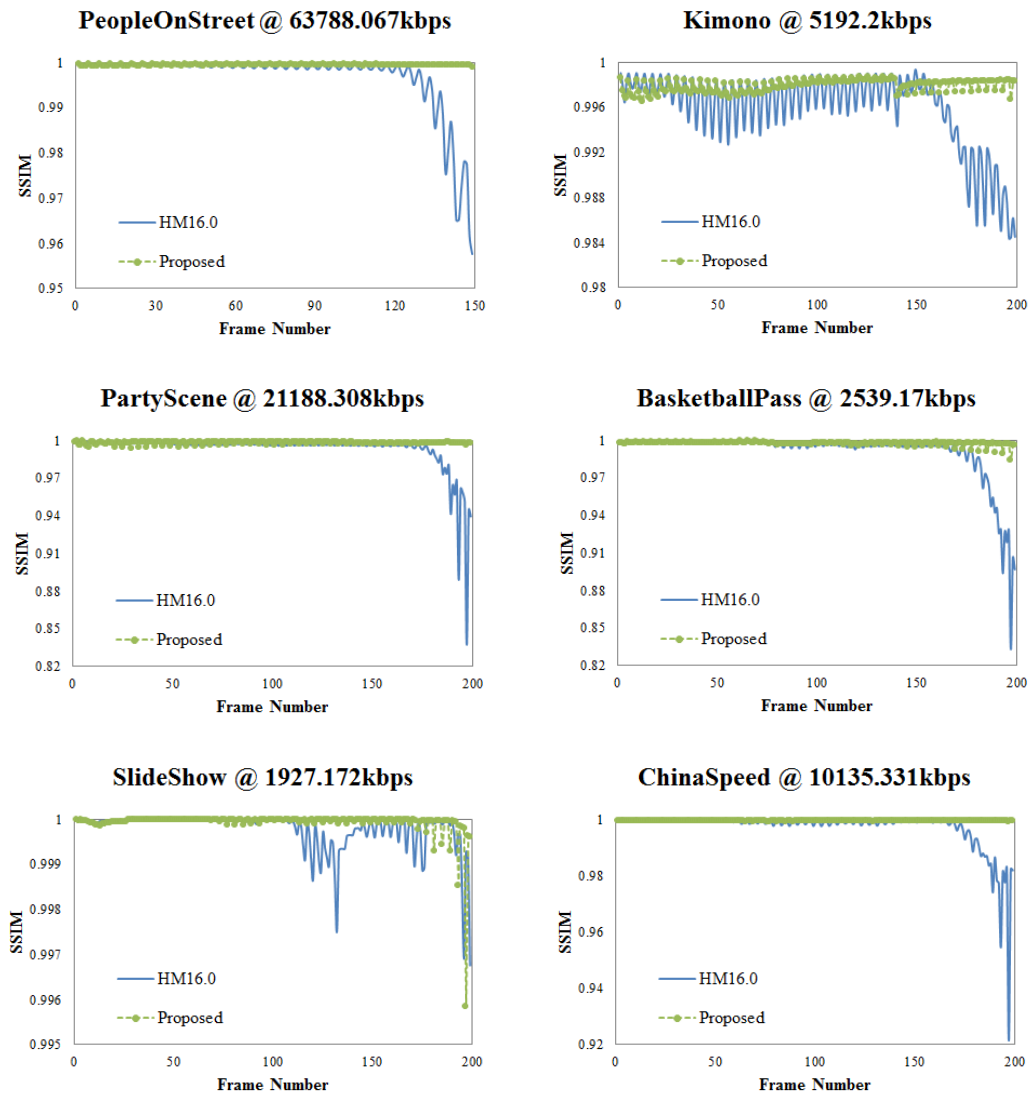 PeopleOnStreet @ 63788.067kbps
1
0.99
0.98
0.97
0.96
0.95
SSIM
HM16.0
Proposed
0 30 60 90 120 150
Frame Number
Kimono @ 5192.2kbps
1
0.996
0.992
0.988
0.984
0.98
SSIM
HM16.0
Proposed
0 50 100 150 200
Frame Number
PartyScene @ 21188.308kbps
1
0.97
0.94
0.91
0.88
0.85
0.82
SSIM
HM16.0
Proposed
0 50 100 150 200
Frame Number
BasketballPass @ 2539.17kbps
1
0.97
0.94
0.91
0.88
0.85
0.82
SSIM
HM16.0
Proposed
0 50 100 150 200
Frame Number
SlideShow @ 1927.172kbps
1
0.999
0.998
0.997
0.996
0.995
SSIM
HM16.0
Proposed
0 50 100 150 200
Frame Number
ChinaSpeed @ 10135.331kbps
1
0.98
0.96
0.94
0.92
SSIM
HM16.0
Proposed
0 50 100 150 200
Frame Number